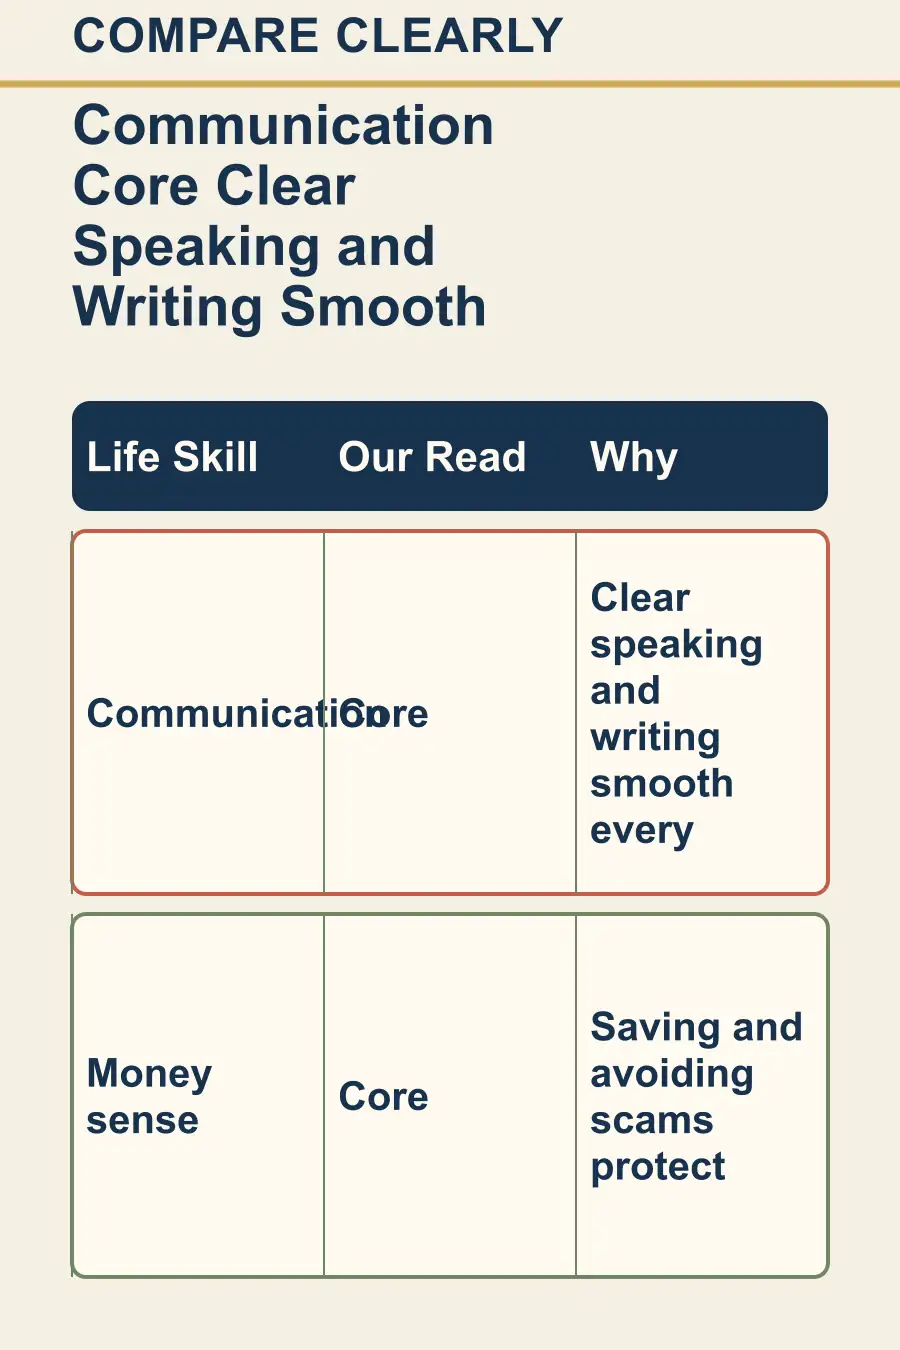 COMPARE CLEARLY
Communication
Core Clear
Speaking and
Writing Smooth
Life Skill Our Read Why
Communication Core
Clear
speaking
and
writing
smooth
every
Money
sense
Core
Saving and
avoiding
scams
protect